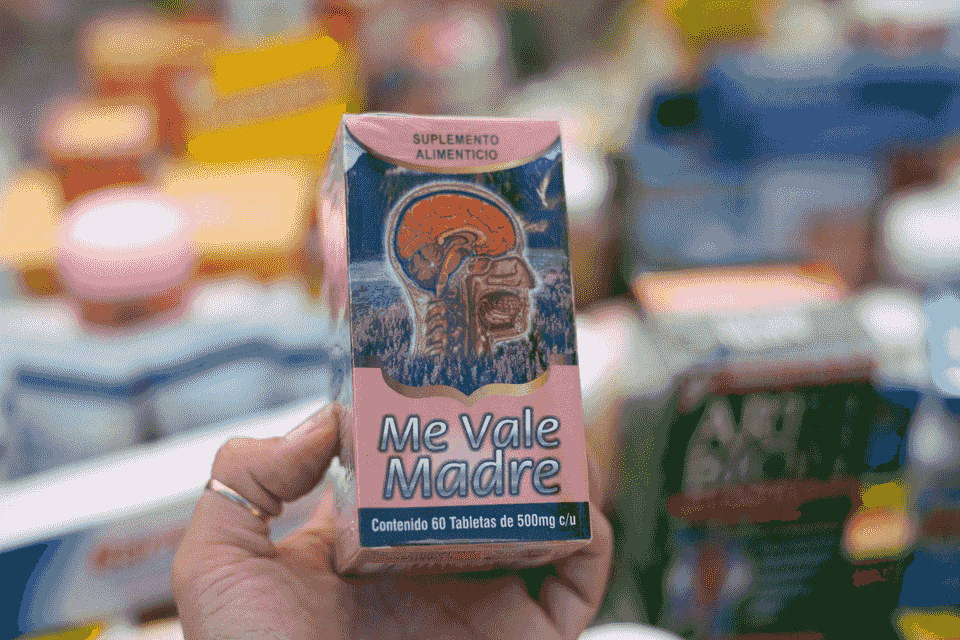 SUPLEMENTO
ALIMENTICIO
Me Vale
Madre
Contenido 60 Tabletas de 500mg c/u